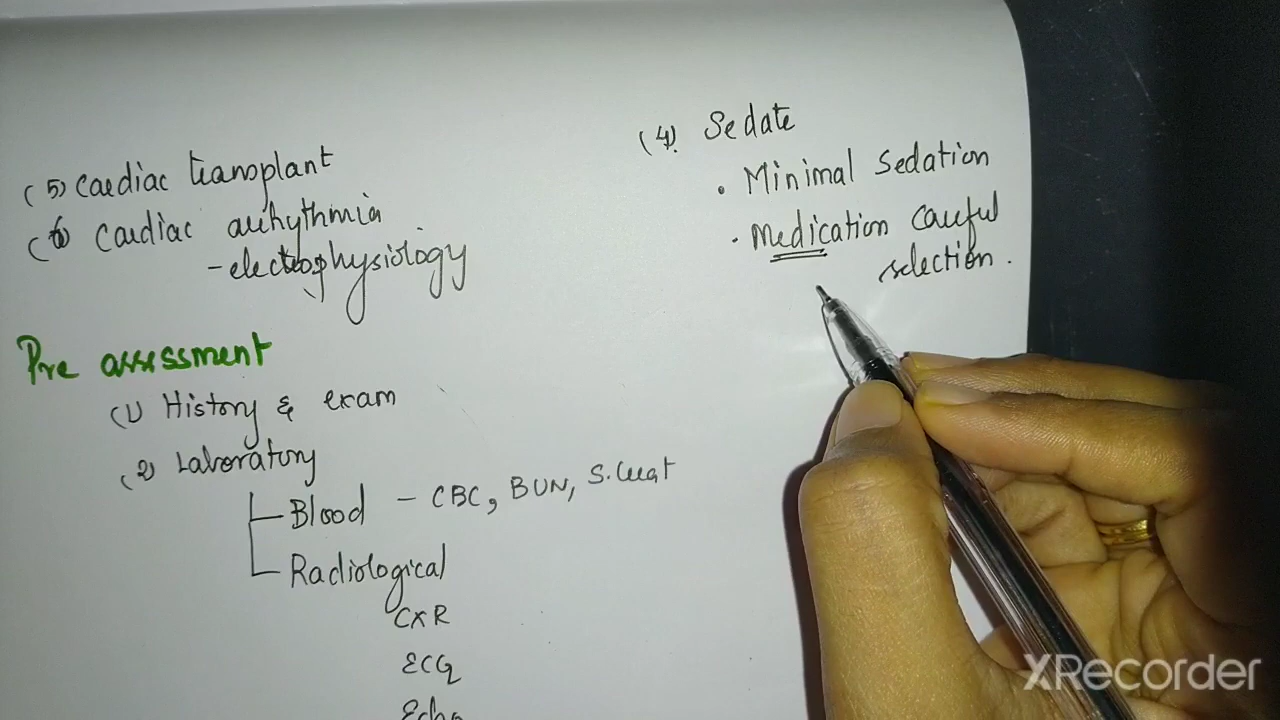 (5) Cardiac transplant
(6) Cardiac arrhythmia
- electrophysiology
Pre assessment
(1) History & exam
(2) Laboratory
Blood - CBC, BUN, S.Creat
Radiological
CXR
ECG
Echo
(4). Sedate
• Minimal Sedation
• Medication careful
selection.
XRecorder